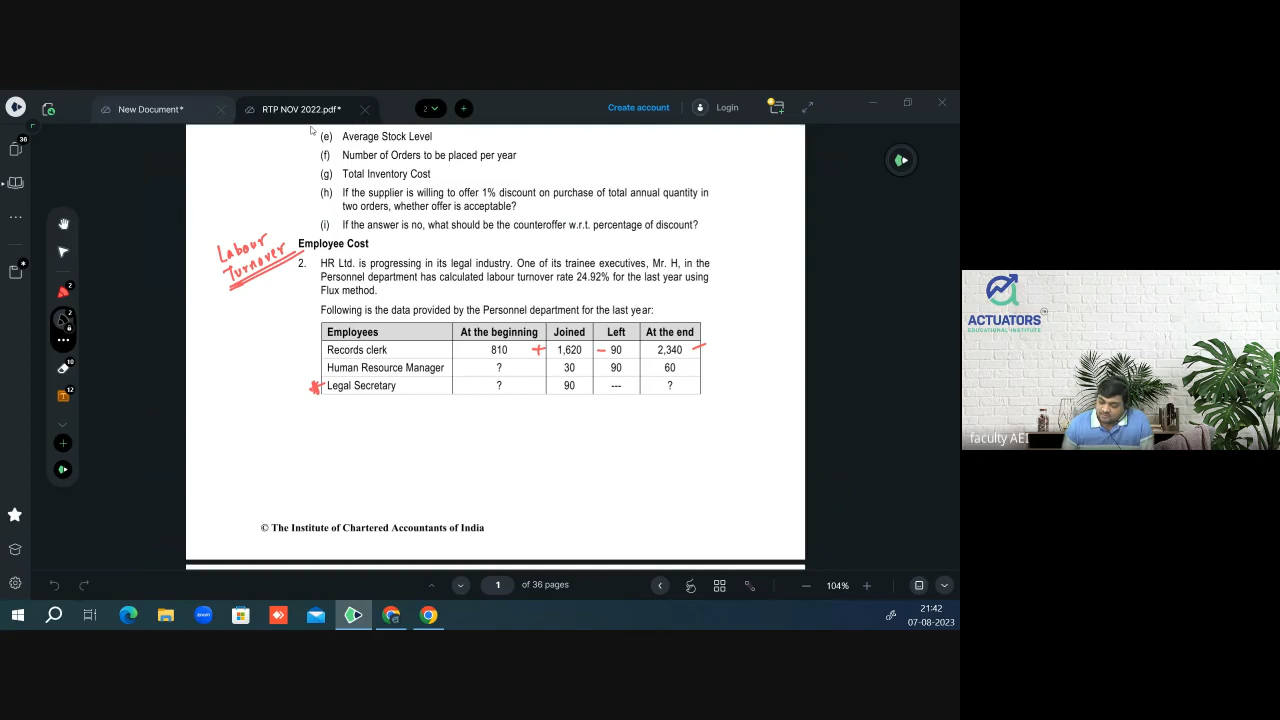 New Document*
RTP NOV 2022.pdf*
2
Create account
Login
36
(e) Average Stock Level
(f) Number of Orders to be placed per year
(g) Total Inventory Cost
(h) If the supplier is willing to offer 1% discount on purchase of total annual quantity in
two orders, whether offer is acceptable?
(i) If the answer is no, what should be the counteroffer w.r.t. percentage of discount?
Labour
Turnover
Employee Cost
2. HR Ltd. is progressing in its legal industry. One of its trainee executives, Mr. H, in the
Personnel department has calculated labour turnover rate 24.92% for the last year using
Flux method.
Following is the data provided by the Personnel department for the last year:
Employees At the beginning Joined Left At the end
Records clerk 810 + 1,620 - 90 2,340
Human Resource Manager ? 30 90 60
Legal Secretary ? 90 --- ?
2
2
10
12
© The Institute of Chartered Accountants of India
1 of 36 pages
104%
zoom
21:42
07-08-2023
ACTUATORS
EDUCATIONAL INSTITUTE
faculty AEI